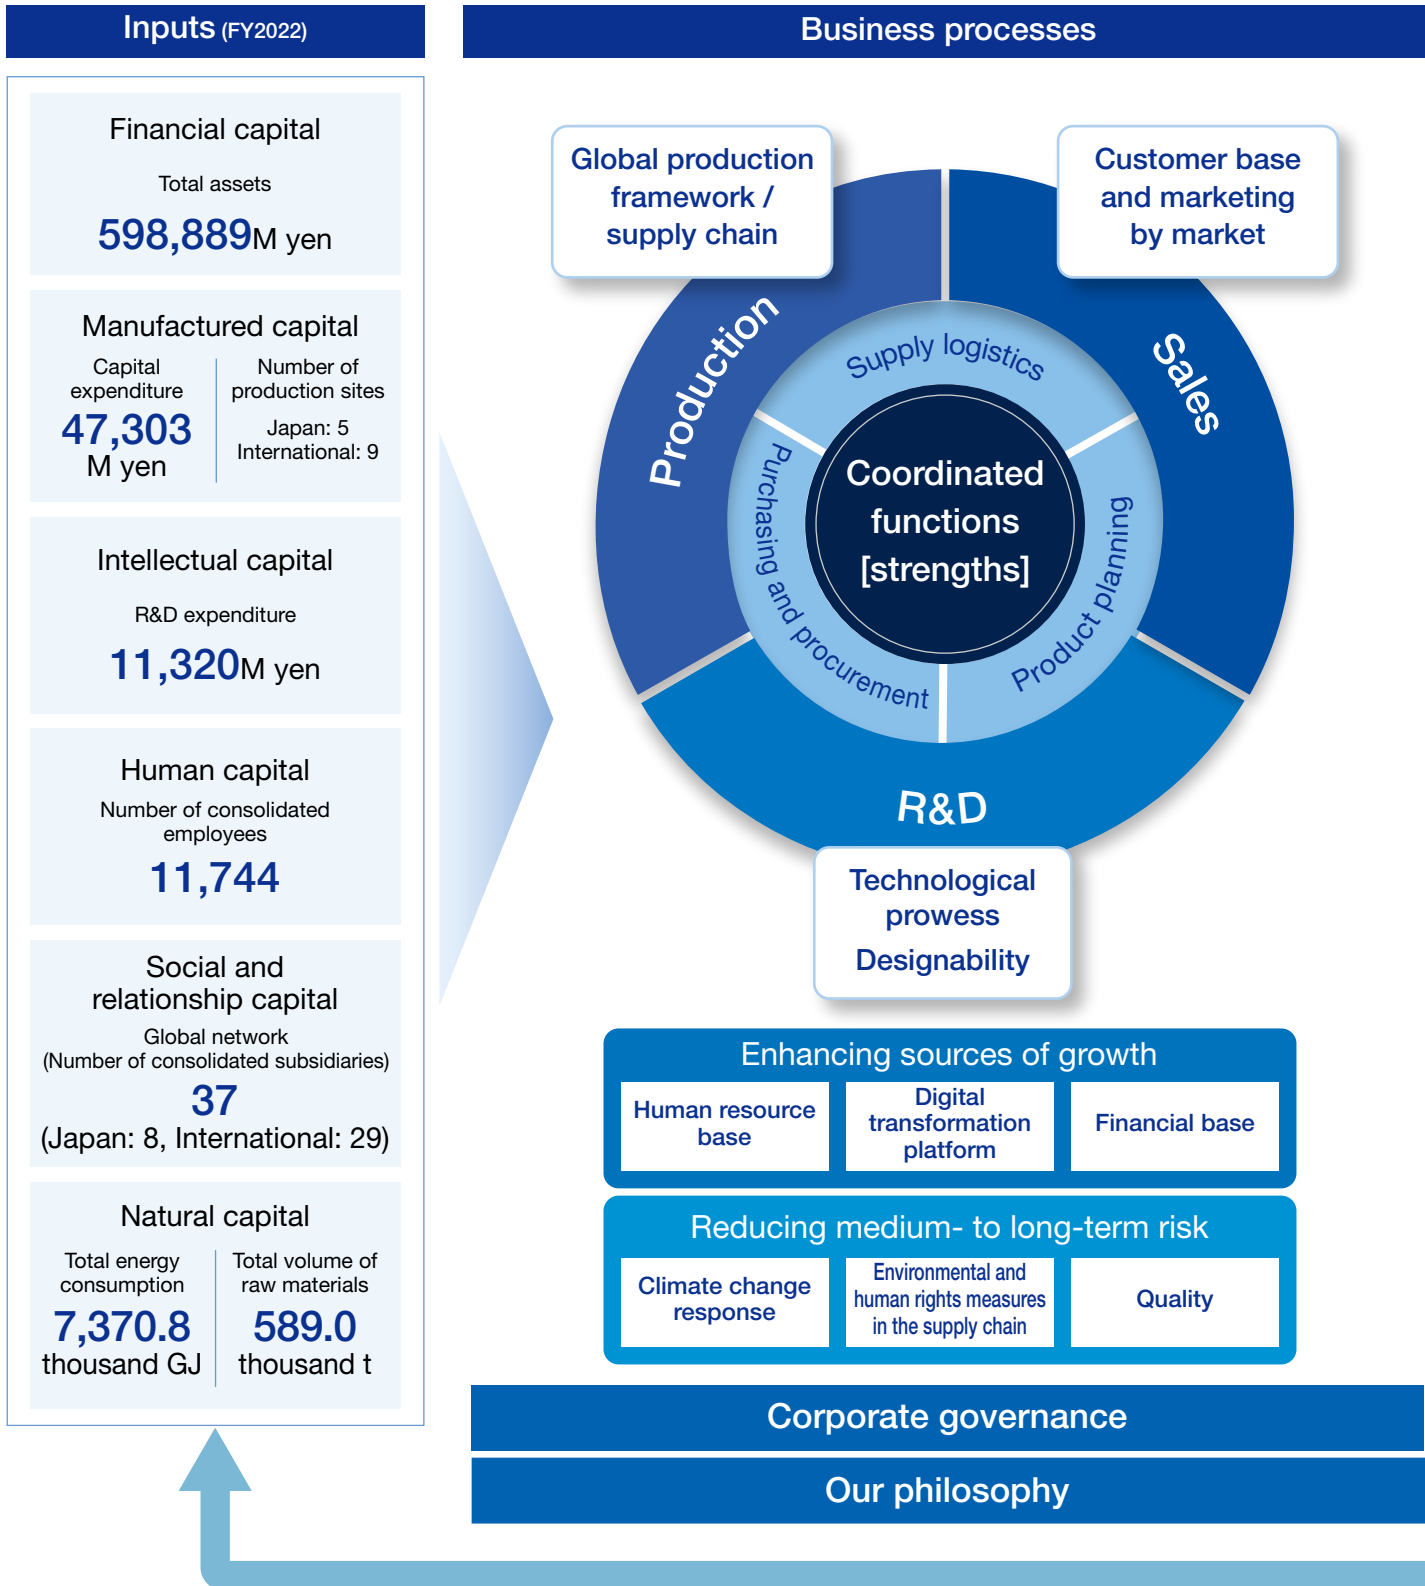 Inputs (FY2022)
Financial capital
Total assets
598,889M yen
Manufactured capital
Capital
expenditure
47,303
M yen
Number of
production sites
Japan: 5
International: 9
Intellectual capital
R&D expenditure
11,320M yen
Human capital
Number of consolidated
employees
11,744
Social and
relationship capital
Global network
(Number of consolidated subsidiaries)
37
(Japan: 8, International: 29)
Natural capital
Total energy
consumption
7,370.8
thousand GJ
Total volume of
raw materials
589.0
thousand t
Business processes
Global production
framework /
supply chain
Customer base
and marketing
by market
Production
Sales
Supply logistics
Purchasing and procurement
Product planning
Coordinated
functions
[strengths]
R&D
Technological
prowess
Designability
Enhancing sources of growth
Human resource
base
Digital
transformation
platform
Financial base
Reducing medium- to long-term risk
Climate change
response
Environmental and
human rights measures
in the supply chain
Quality
Corporate governance
Our philosophy